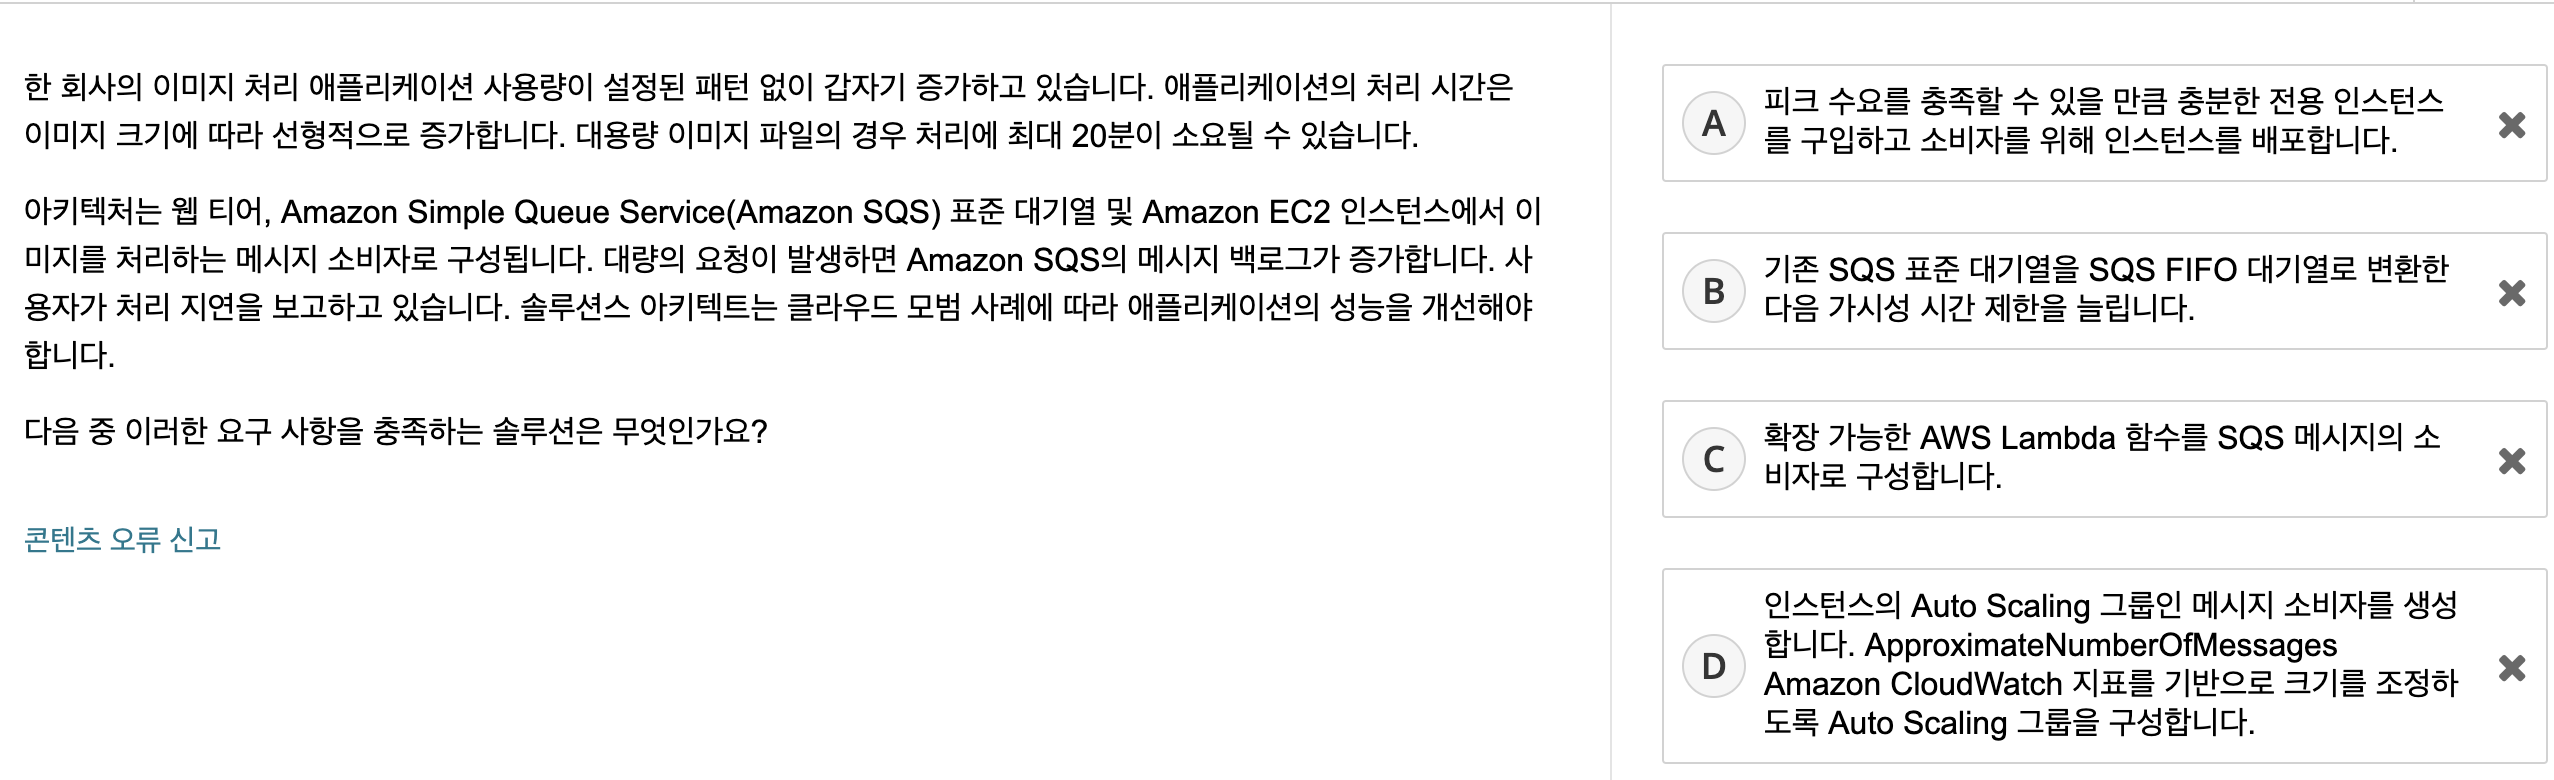 한 회사의 이미지 처리 애플리케이션 사용량이 설정된 패턴 없이 갑자기 증가하고 있습니다. 애플리케이션의 처리 시간은
이미지 크기에 따라 선형적으로 증가합니다. 대용량 이미지 파일의 경우 처리에 최대 20분이 소요될 수 있습니다.
아키텍처는 웹 티어, Amazon Simple Queue Service(Amazon SQS) 표준 대기열 및 Amazon EC2 인스턴스에서 이
미지를 처리하는 메시지 소비자로 구성됩니다. 대량의 요청이 발생하면 Amazon SQS의 메시지 백로그가 증가합니다. 사
용자가 처리 지연을 보고하고 있습니다. 솔루션스 아키텍트는 클라우드 모범 사례에 따라 애플리케이션의 성능을 개선해야
합니다.
다음 중 이러한 요구 사항을 충족하는 솔루션은 무엇인가요?
콘텐츠 오류 신고
A
피크 수요를 충족할 수 있을 만큼 충분한 전용 인스턴스
를 구입하고 소비자를 위해 인스턴스를 배포합니다.
B
기존 SQS 표준 대기열을 SQS FIFO 대기열로 변환한
다음 가시성 시간 제한을 늘립니다.
C
확장 가능한 AWS Lambda 함수를 SQS 메시지의 소
비자로 구성합니다.
D
인스턴스의 Auto Scaling 그룹인 메시지 소비자를 생성
합니다. ApproximateNumberOfMessages
Amazon CloudWatch 지표를 기반으로 크기를 조정하
도록 Auto Scaling 그룹을 구성합니다.